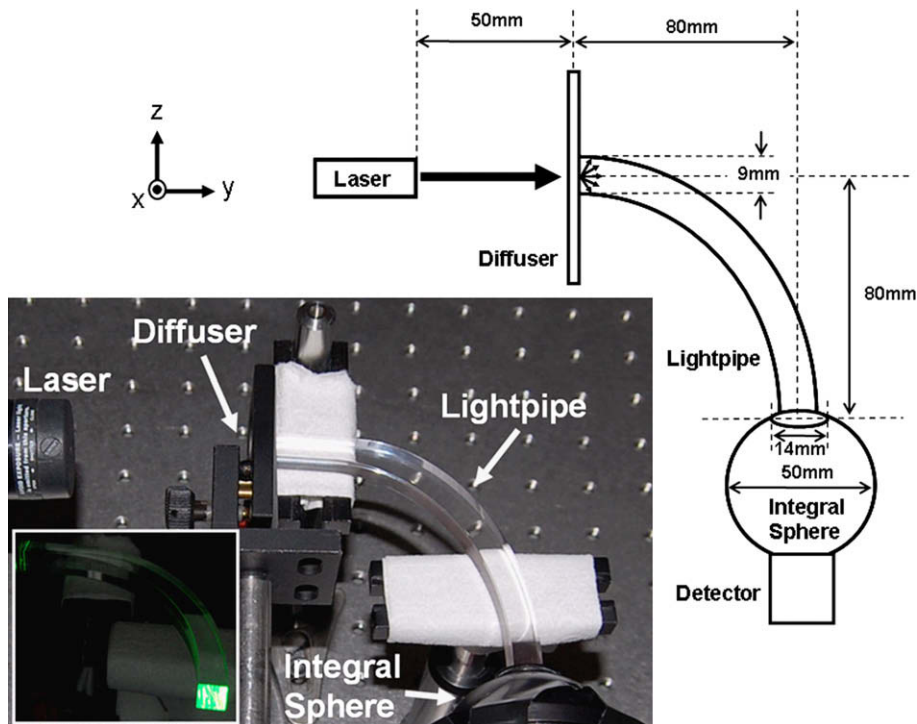 50mm
80mm
z
x
y
Laser
9mm
Diffuser
80mm
Lightpipe
14mm
50mm
Integral
Sphere
Detector
Diffuser
Laser
Lightpipe
Integral
Sphere